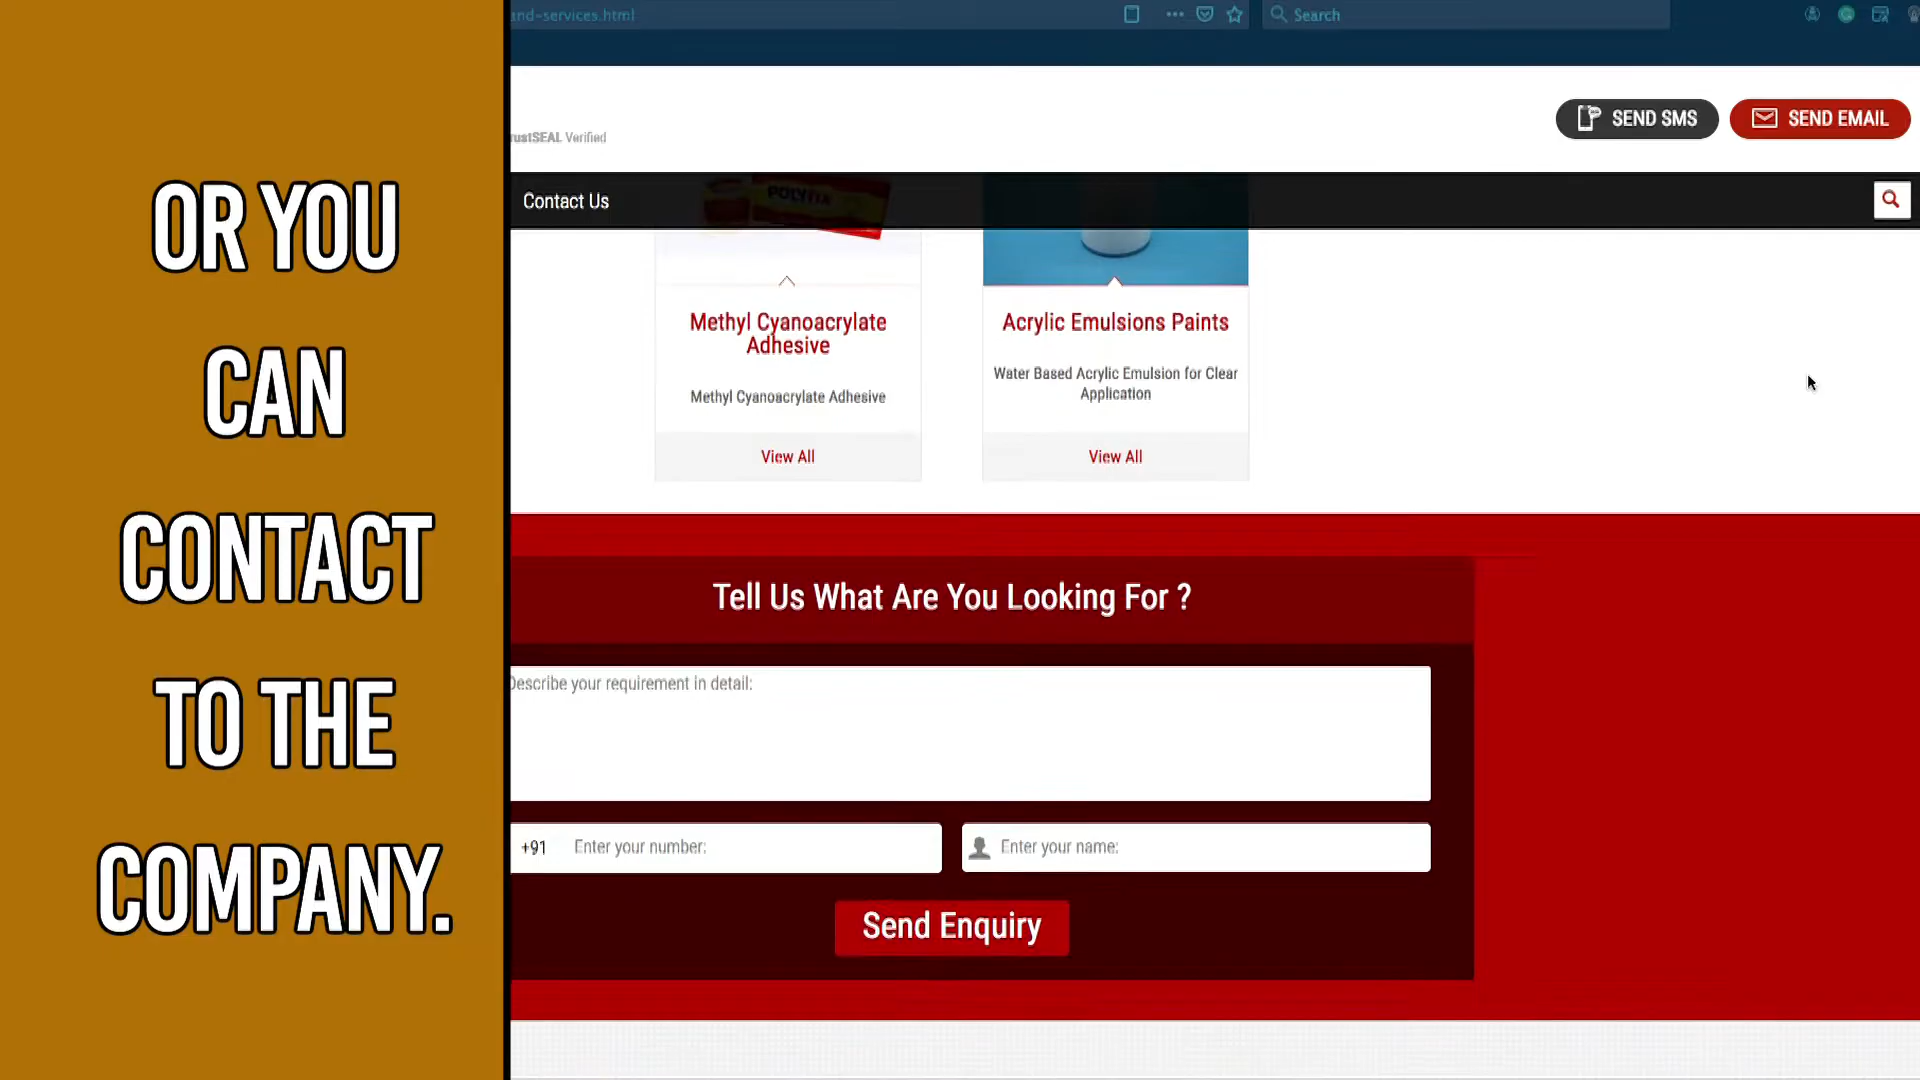 OR YOU
CAN
CONTACT
TO THE
COMPANY.
and-services.html
Search
SEND SMS
SEND EMAIL
rustSEAL Verified
Contact Us
Methyl Cyanoacrylate
Adhesive
Methyl Cyanoacrylate Adhesive
View All
Acrylic Emulsions Paints
Water Based Acrylic Emulsion for Clear
Application
View All
Tell Us What Are You Looking For ?
Describe your requirement in detail:
+91 Enter your number:
Enter your name:
Send Enquiry